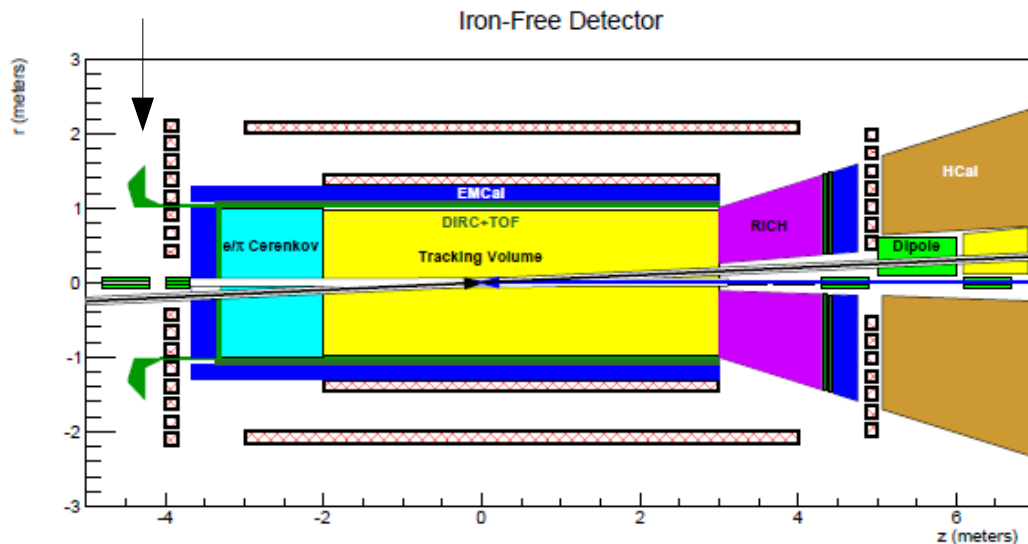 Iron-Free Detector
r (meters)
3
2
1
0
-1
-2
-3
HCal
EMCal
DIRC+TOF
e/π Cerenkov
RICH
Dipole
Tracking Volume
-4
-2
0
2
4
6
z (meters)